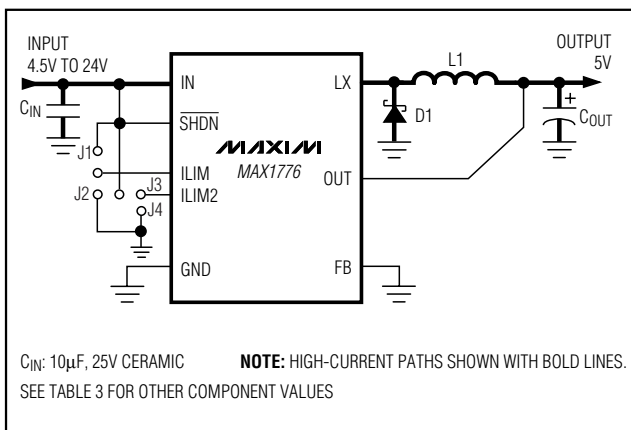 INPUT
4.5V TO 24V
OUTPUT
5V
L1
IN
LX
CIN
SHDN
D1
COUT
+
J1
MAXIM
MAX1776
ILIM
OUT
J2
J3
ILIM2
J4
GND
FB
CIN: 10µF, 25V CERAMIC
NOTE: HIGH-CURRENT PATHS SHOWN WITH BOLD LINES.
SEE TABLE 3 FOR OTHER COMPONENT VALUES